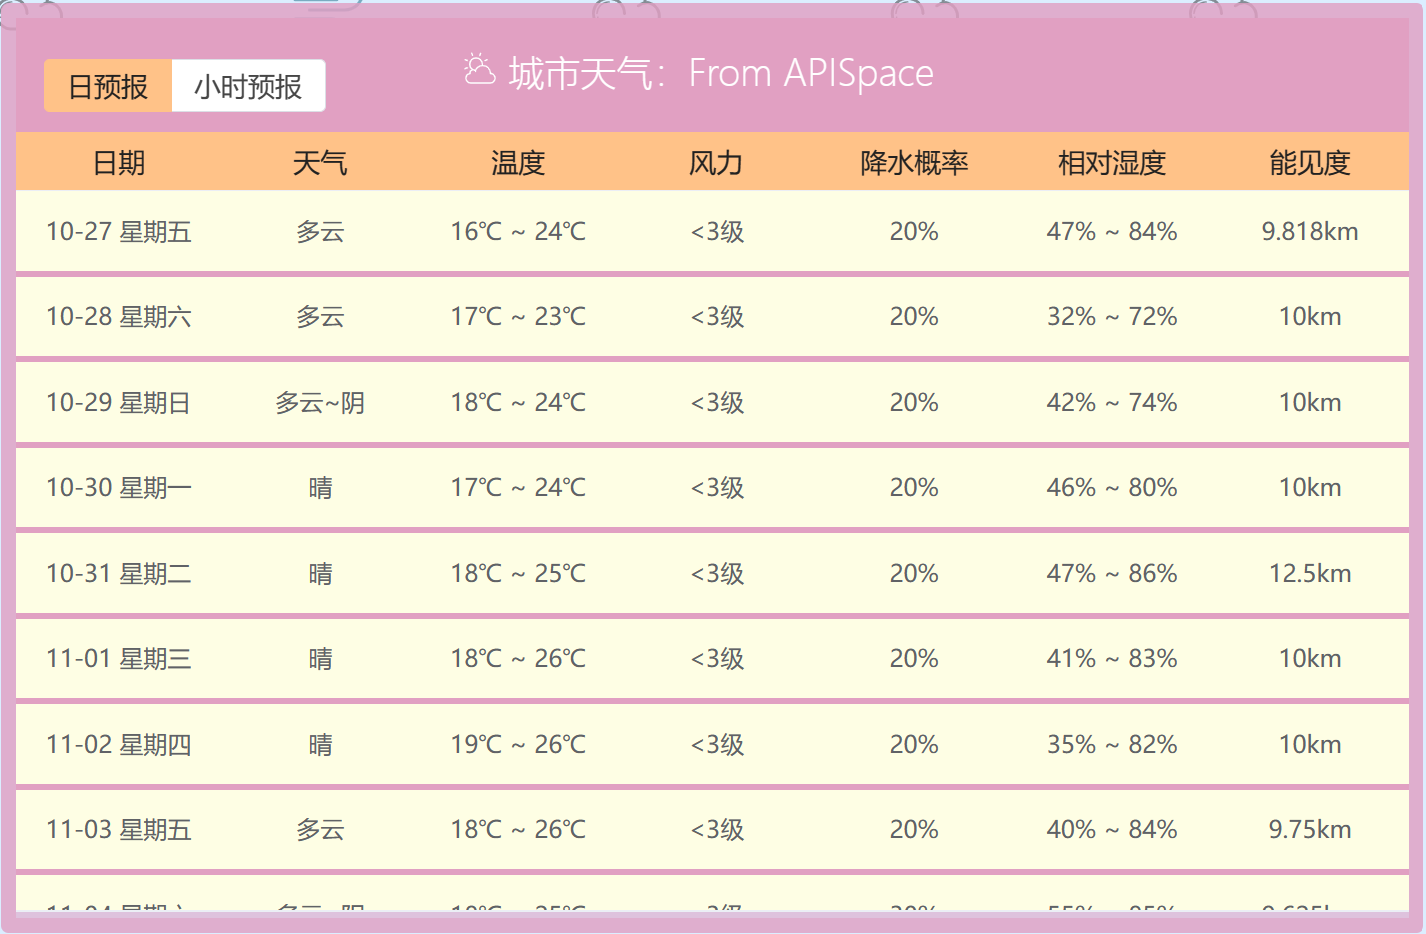 城市天气：From APISpace
日预报 小时预报
日期 天气 温度 风力 降水概率 相对湿度 能见度
10-27 星期五 多云 16℃ ~ 24℃ <3级 20% 47% ~ 84% 9.818km
10-28 星期六 多云 17℃ ~ 23℃ <3级 20% 32% ~ 72% 10km
10-29 星期日 多云~阴 18℃ ~ 24℃ <3级 20% 42% ~ 74% 10km
10-30 星期一 晴 17℃ ~ 24℃ <3级 20% 46% ~ 80% 10km
10-31 星期二 晴 18℃ ~ 25℃ <3级 20% 47% ~ 86% 12.5km
11-01 星期三 晴 18℃ ~ 26℃ <3级 20% 41% ~ 83% 10km
11-02 星期四 晴 19℃ ~ 26℃ <3级 20% 35% ~ 82% 10km
11-03 星期五 多云 18℃ ~ 26℃ <3级 20% 40% ~ 84% 9.75km